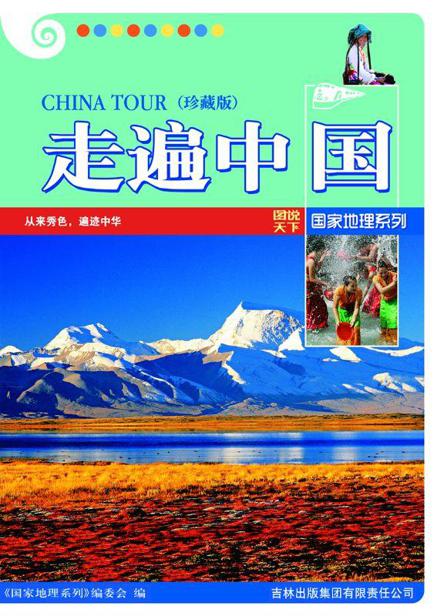 CHINA TOUR（珍藏版）
走遍中国
从来秀色，遍迹中华
图说
天下
国家地理系列
《国家地理系列》编委会 编
吉林出版集团有限责任公司